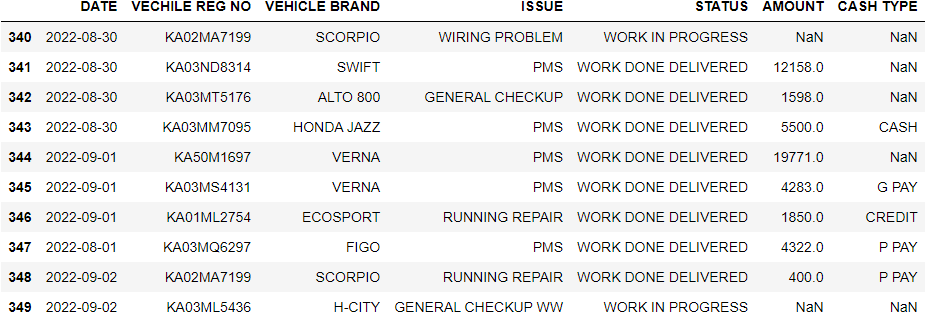 DATE VECHILE REG NO VEHICLE BRAND ISSUE STATUS AMOUNT CASH TYPE
340 2022-08-30 KA02MA7199 SCORPIO WIRING PROBLEM WORK IN PROGRESS NaN NaN
341 2022-08-30 KA03ND8314 SWIFT PMS WORK DONE DELIVERED 12158.0 NaN
342 2022-08-30 KA03MT5176 ALTO 800 GENERAL CHECKUP WORK DONE DELIVERED 1598.0 NaN
343 2022-08-30 KA03MM7095 HONDA JAZZ PMS WORK DONE DELIVERED 5500.0 CASH
344 2022-09-01 KA50M1697 VERNA PMS WORK DONE DELIVERED 19771.0 NaN
345 2022-09-01 KA03MS4131 VERNA PMS WORK DONE DELIVERED 4283.0 G PAY
346 2022-09-01 KA01ML2754 ECOSPORT RUNNING REPAIR WORK DONE DELIVERED 1850.0 CREDIT
347 2022-08-01 KA03MQ6297 FIGO PMS WORK DONE DELIVERED 4322.0 P PAY
348 2022-09-02 KA02MA7199 SCORPIO RUNNING REPAIR WORK DONE DELIVERED 400.0 P PAY
349 2022-09-02 KA03ML5436 H-CITY GENERAL CHECKUP WW WORK IN PROGRESS NaN NaN